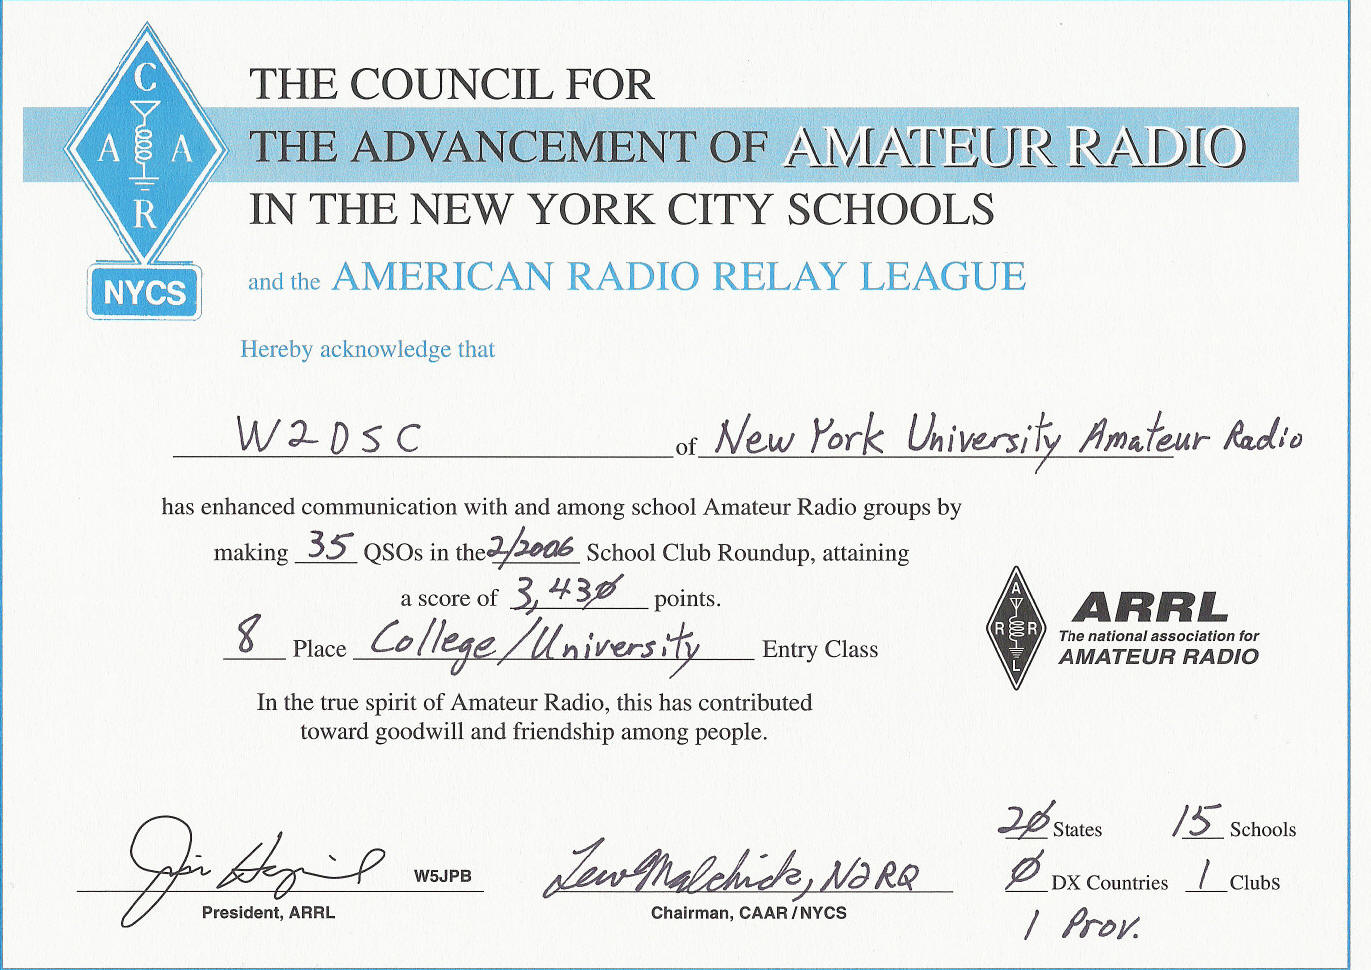 C
A A
R
NYCS
THE COUNCIL FOR
THE ADVANCEMENT OF AMATEUR RADIO
IN THE NEW YORK CITY SCHOOLS
and the AMERICAN RADIO RELAY LEAGUE
Hereby acknowledge that
W2DSC of New York University Amateur Radio
has enhanced communication with and among school Amateur Radio groups by
making 35 QSOs in the 2/2006 School Club Roundup, attaining
a score of 3,43Ø points.
8 Place College/University Entry Class
In the true spirit of Amateur Radio, this has contributed
toward goodwill and friendship among people.
A
R R
L
ARRL
The national association for
AMATEUR RADIO
W5JPB
President, ARRL
Lew Malchick, N2RQ
Chairman, CAAR/NYCS
2Ø States 15 Schools
Ø DX Countries 1 Clubs
1 Prov.